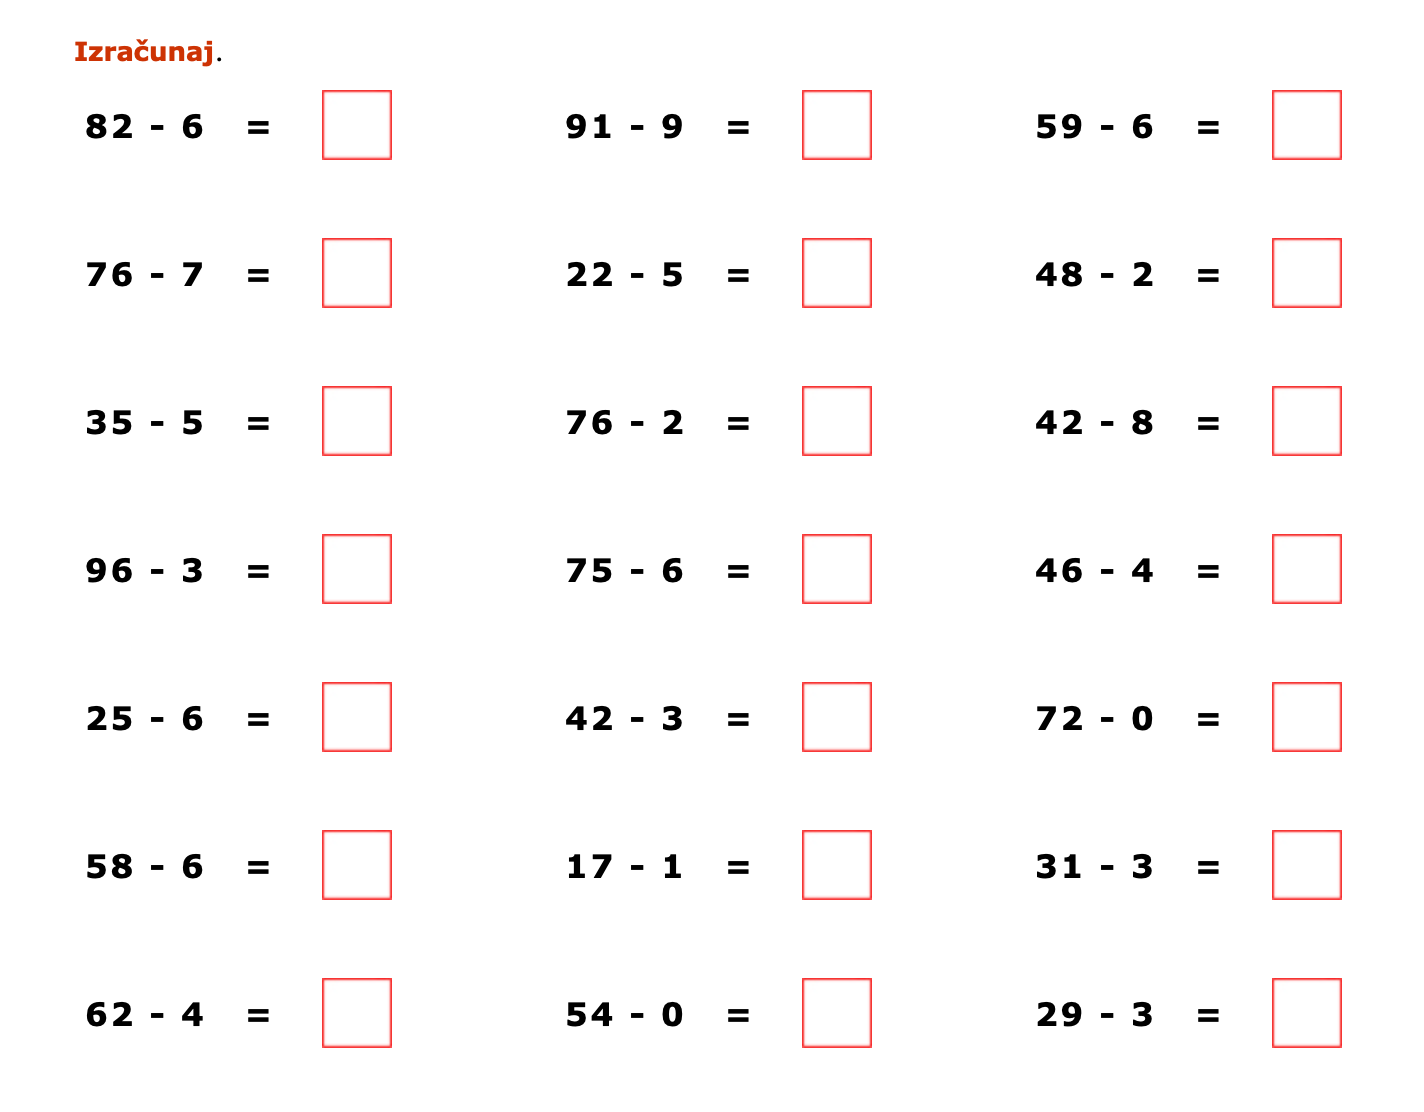 Izračunaj.
82 - 6 = 91 - 9 = 59 - 6 =
76 - 7 = 22 - 5 = 48 - 2 =
35 - 5 = 76 - 2 = 42 - 8 =
96 - 3 = 75 - 6 = 46 - 4 =
25 - 6 = 42 - 3 = 72 - 0 =
58 - 6 = 17 - 1 = 31 - 3 =
62 - 4 = 54 - 0 = 29 - 3 =